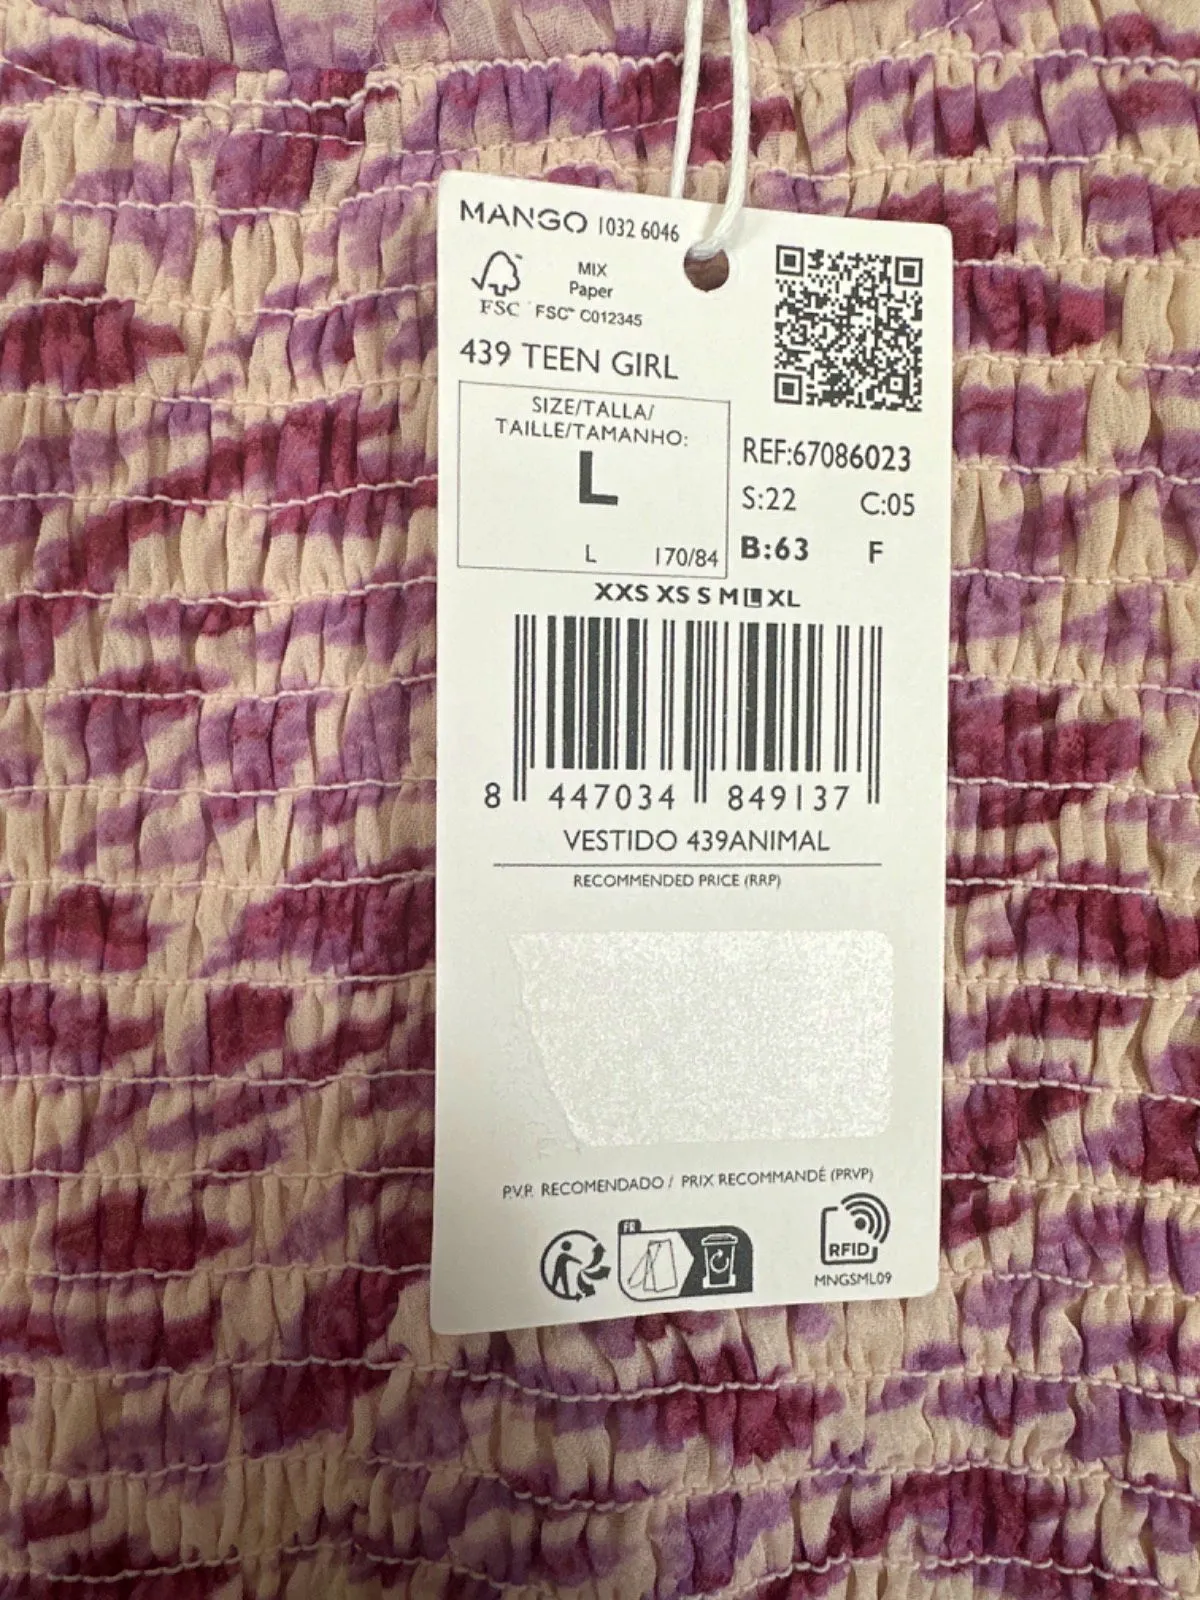 MANGO 1032 6046
MIX
Paper
FSC FSC™ C012345
439 TEEN GIRL
SIZE/TALLA/
TAILLE/TAMANHO:
L
L 170/84
REF:67086023
S:22 C:05
B:63 F
XXS XS S M L XL
8 447034 849137
VESTIDO 439ANIMAL
RECOMMENDED PRICE (RRP)
P.V.P. RECOMENDADO / PRIX RECOMMANDÉ (PRVP)
FR
RFID
MNGSML09